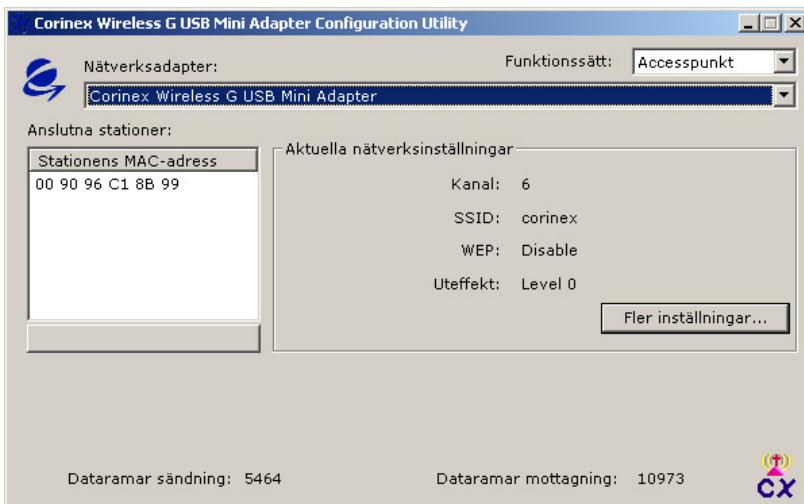 Corinex Wireless G USB Mini Adapter Configuration Utility
Nätverksadapter:
Funktionssätt:
Accesspunkt
Corinex Wireless G USB Mini Adapter
Anslutna stationer:
Stationens MAC-adress
00 90 96 C1 8B 99
Aktuella nätverksinställningar
Kanal: 6
SSID: corinex
WEP: Disable
Uteffekt: Level 0
Fler inställningar...
Dataramar sändning: 5464
Dataramar mottagning: 10973
CX